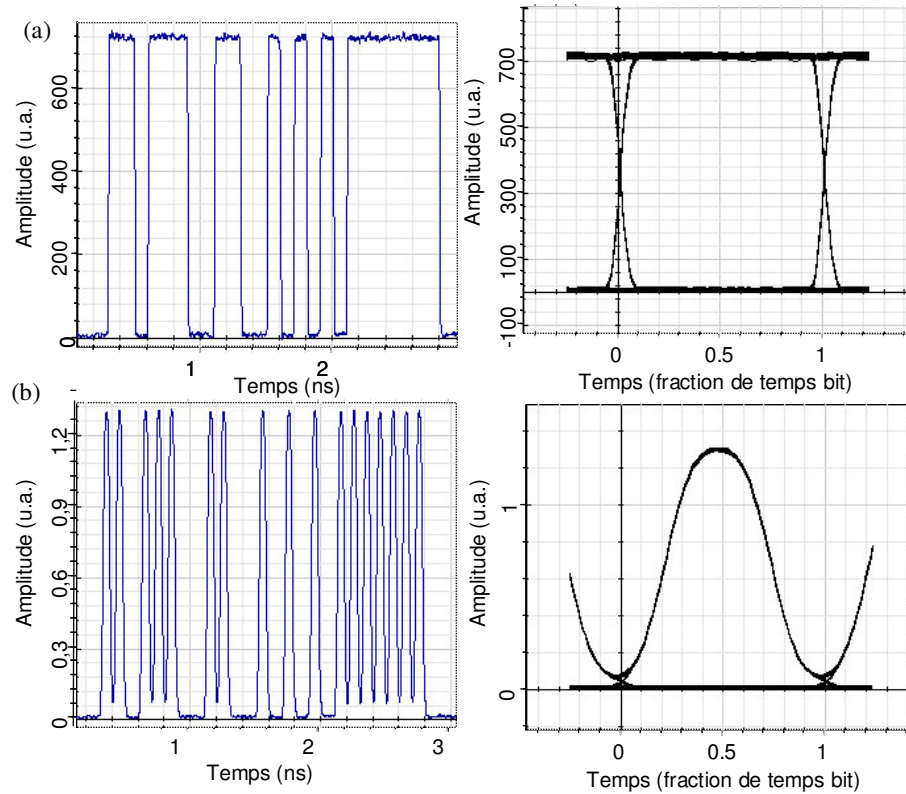 (a)
Amplitude (u.a.)
600
400
200
0
1
2
Temps (ns)
Amplitude (u.a.)
700
500
300
100
-100
0
0.5
1
Temps (fraction de temps bit)
(b)
Amplitude (u.a.)
1.2
0.9
0.6
0.3
0
1
2
3
Temps (ns)
Amplitude (u.a.)
1
0
0
1
Temps (fraction de temps bit)